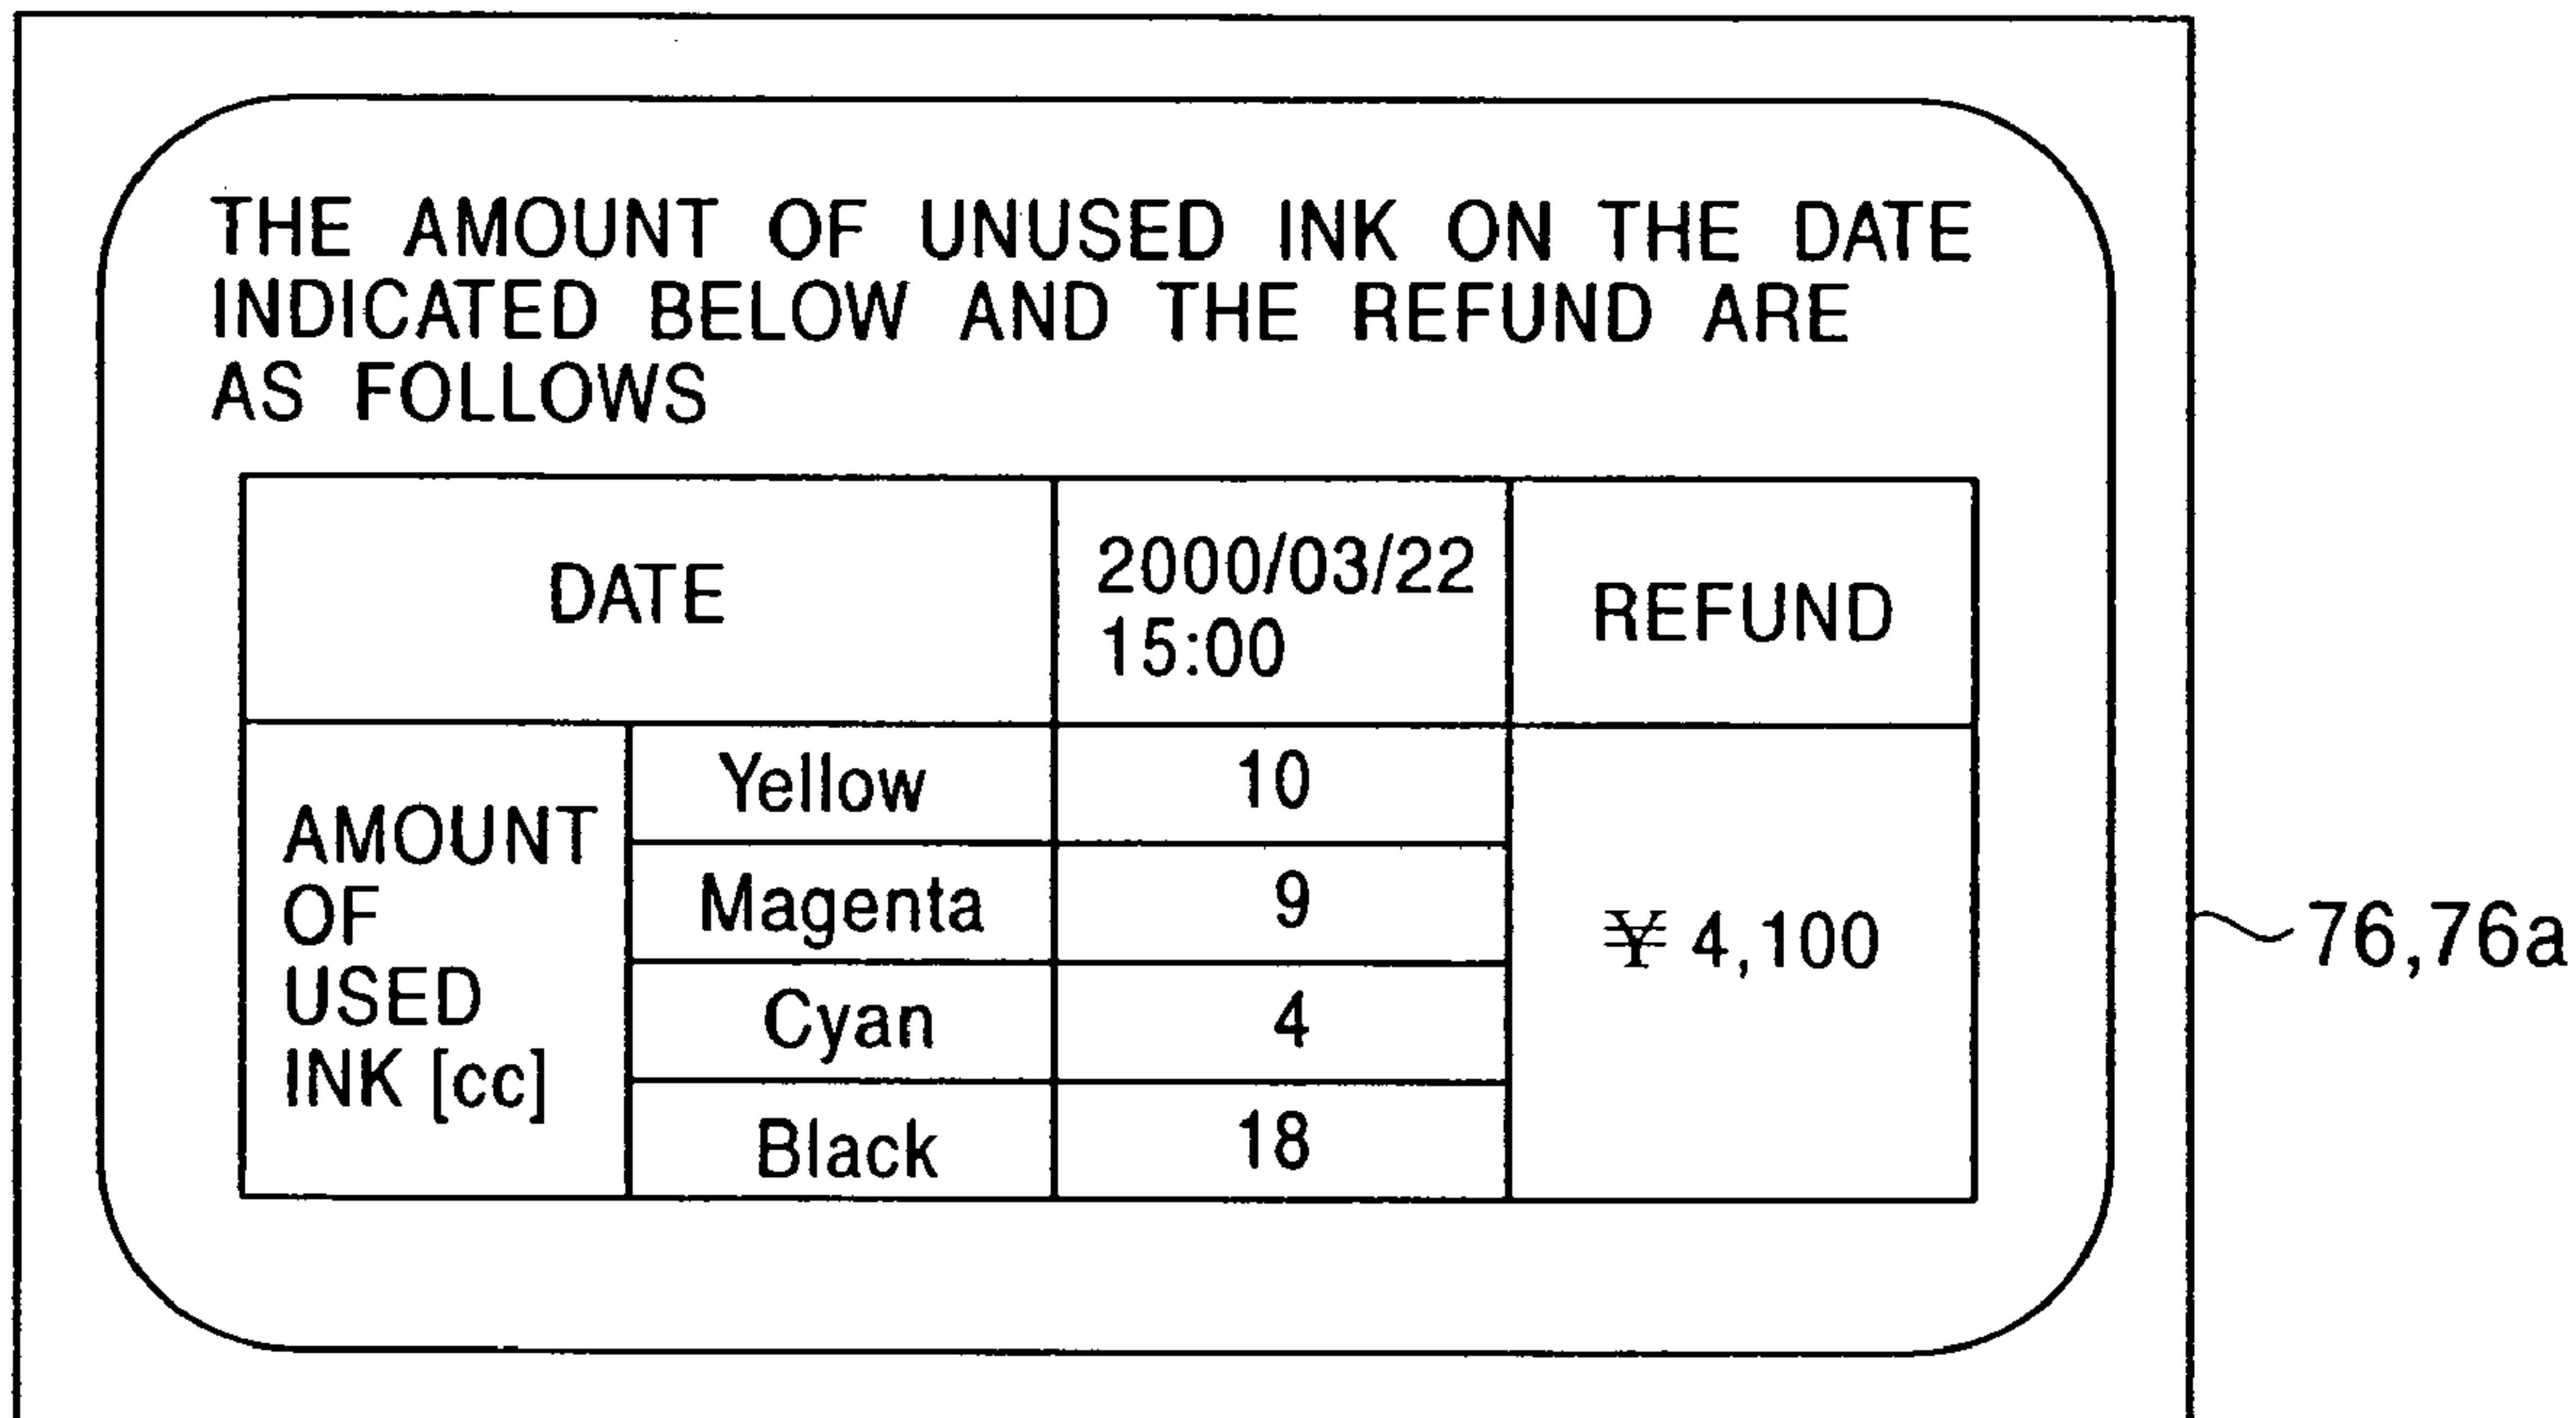 THE AMOUNT OF UNUSED INK ON THE DATE
INDICATED BELOW AND THE REFUND ARE
AS FOLLOWS
DATE
2000/03/22
15:00
REFUND
AMOUNT
OF
USED
INK [cc]
Yellow
10
Magenta
9
Cyan
4
Black
18
¥ 4,100
76,76a